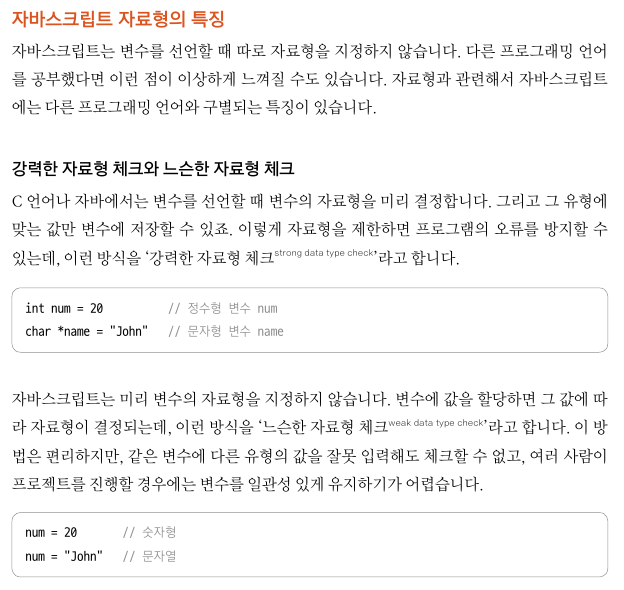 자바스크립트 자료형의 특징
자바스크립트는 변수를 선언할 때 따로 자료형을 지정하지 않습니다. 다른 프로그래밍 언어
를 공부했다면 이런 점이 이상하게 느껴질 수도 있습니다. 자료형과 관련해서 자바스크립트
에는 다른 프로그래밍 언어와 구별되는 특징이 있습니다.
강력한 자료형 체크와 느슨한 자료형 체크
C 언어나 자바에서는 변수를 선언할 때 변수의 자료형을 미리 결정합니다. 그리고 그 유형에
맞는 값만 변수에 저장할 수 있죠. 이렇게 자료형을 제한하면 프로그램의 오류를 방지할 수
있는데, 이런 방식을 ‘강력한 자료형 체크strong data type check’라고 합니다.
int num = 20 // 정수형 변수 num
char *name = "John" // 문자형 변수 name
자바스크립트는 미리 변수의 자료형을 지정하지 않습니다. 변수에 값을 할당하면 그 값에 따
라 자료형이 결정되는데, 이런 방식을 ‘느슨한 자료형 체크weak data type check’라고 합니다. 이 방
법은 편리하지만, 같은 변수에 다른 유형의 값을 잘못 입력해도 체크할 수 없고, 여러 사람이
프로젝트를 진행할 경우에는 변수를 일관성 있게 유지하기가 어렵습니다.
num = 20 // 숫자형
num = "John" // 문자열